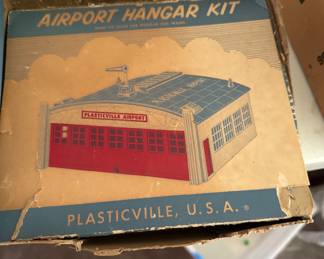 AIRPORT HANGAR KIT
PLASTICVILLE AIRPORT
PLASTICVILLE, U.S.A.®